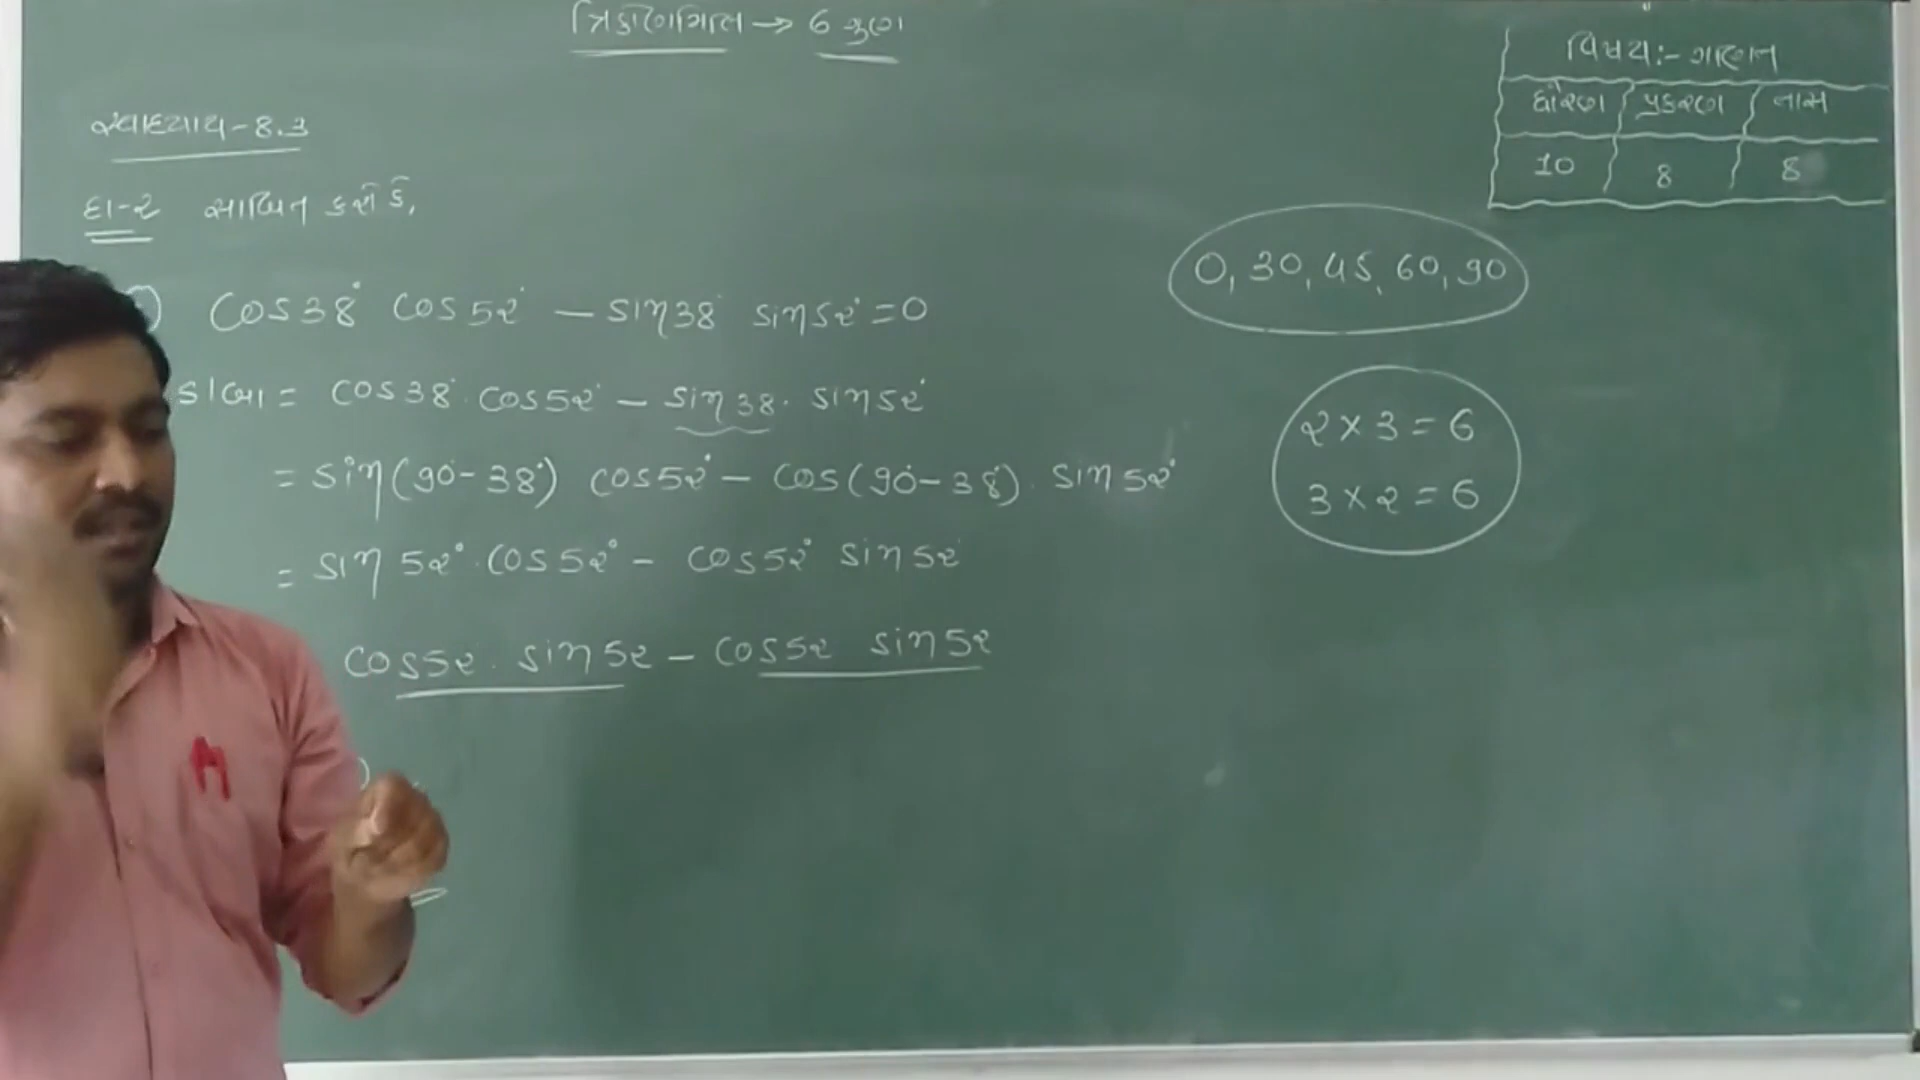 ત્રિકોણમિતિ → 6 ગુણ
વિષય:- ગણિત
ધોરણ પ્રકરણ ભાગ
10 8 8
સ્વાધ્યાય-8.3
દા-૨ સાબિત કરો કે,
0, 30, 45, 60, 90
cos38° cos5૨° - sin38 sin5૨° = 0
ડાબા = cos38°. cos5૨° - sin38. sin5૨°
૨ × 3 = 6
= sin(90°-38°) cos5૨° - cos(90°-38°). sin5૨°
3 × ૨ = 6
= sin5૨°. cos5૨° - cos5૨° sin5૨°
cos5૨. sin5૨ - cos5૨ sin5૨